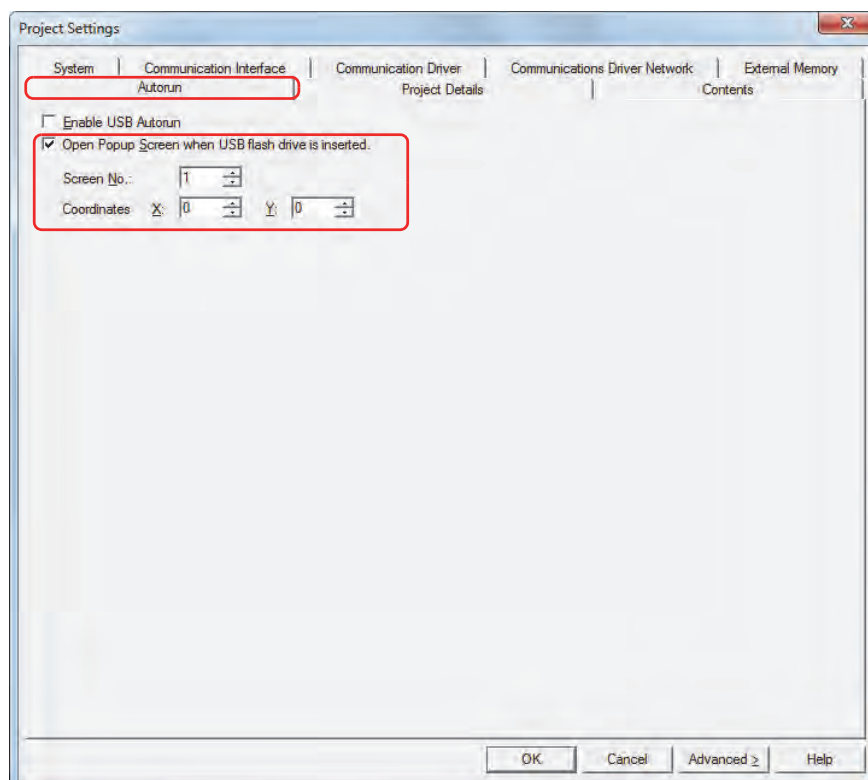 Project Settings
System Communication Interface Communication Driver Communications Driver Network External Memory
Autorun Project Details Contents
Enable USB Autorun
Open Popup Screen when USB flash drive is inserted.
Screen No.: 1
Coordinates X: 0 Y: 0
OK Cancel Advanced > Help